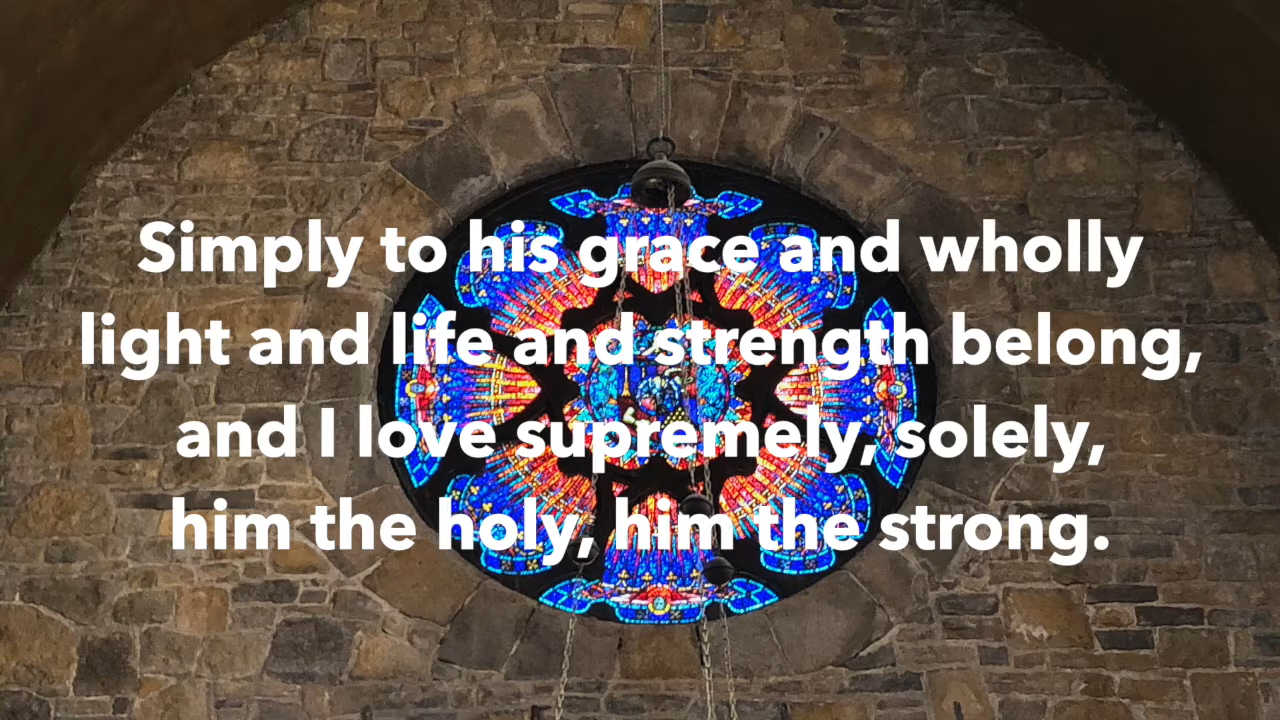 Simply to his grace and wholly
light and life and strength belong,
and I love supremely, solely,
him the holy, him the strong.